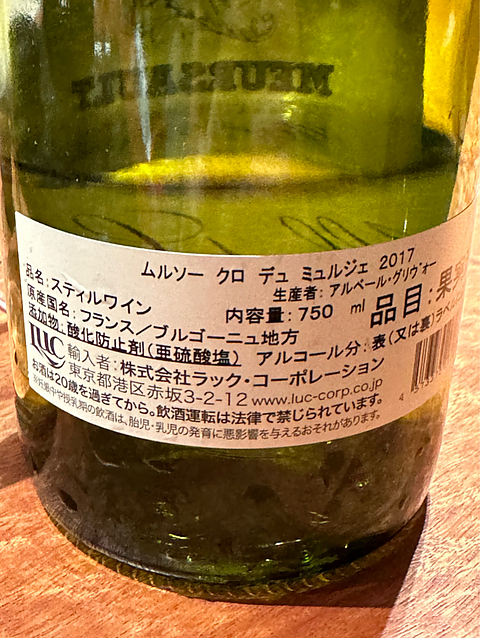 MEURSAULT
ムルソー クロ デュ ミュルジェ 2017
生産者：アルベール・グリヴォー
品名：スティルワイン
内容量：750 ml
品目：果実
原産国名：フランス／ブルゴーニュ地方
添加物：酸化防止剤(亜硫酸塩) アルコール分：表(又は裏)ラベル
LUC 輸入者：株式会社ラック・コーポレーション
東京都港区赤坂3-2-12 www.luc-corp.co.jp
お酒は20歳を過ぎてから。飲酒運転は法律で禁じられています。
※妊娠中や授乳期の飲酒は、胎児・乳児の発育に悪影響を与えるおそれがあります。